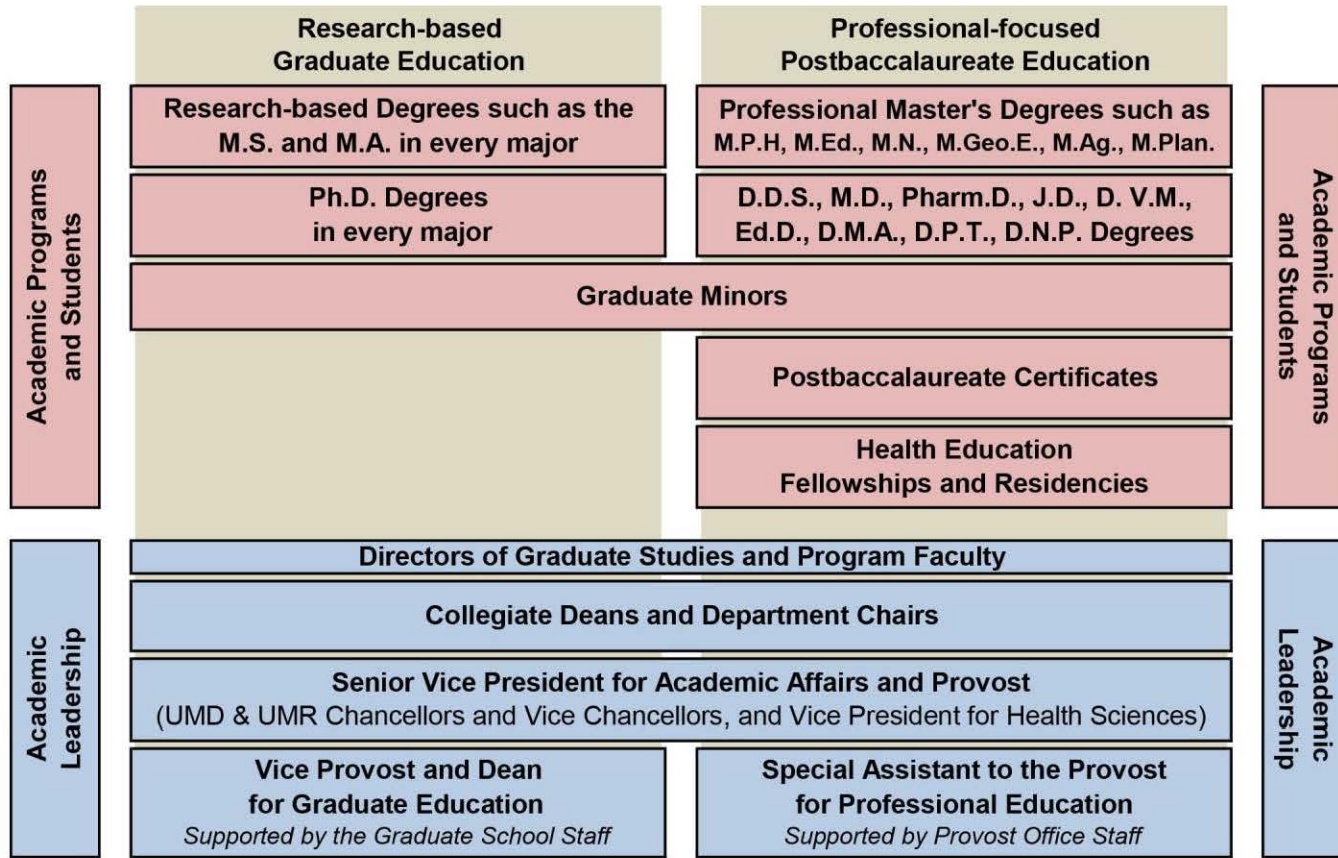 Research-based
Graduate Education
Professional-focused
Postbaccalaureate Education
Academic Programs
and Students
Research-based Degrees such as the
M.S. and M.A. in every major
Professional Master's Degrees such as
M.P.H, M.Ed., M.N., M.Geo.E., M.Ag., M.Plan.
Academic Programs
and Students
Ph.D. Degrees
in every major
D.D.S., M.D., Pharm.D., J.D., D. V.M.,
Ed.D., D.M.A., D.P.T., D.N.P. Degrees
Graduate Minors
Postbaccalaureate Certificates
Health Education
Fellowships and Residencies
Academic
Leadership
Directors of Graduate Studies and Program Faculty
Academic
Leadership
Collegiate Deans and Department Chairs
Senior Vice President for Academic Affairs and Provost
(UMD & UMR Chancellors and Vice Chancellors, and Vice President for Health Sciences)
Vice Provost and Dean
for Graduate Education
Supported by the Graduate School Staff
Special Assistant to the Provost
for Professional Education
Supported by Provost Office Staff